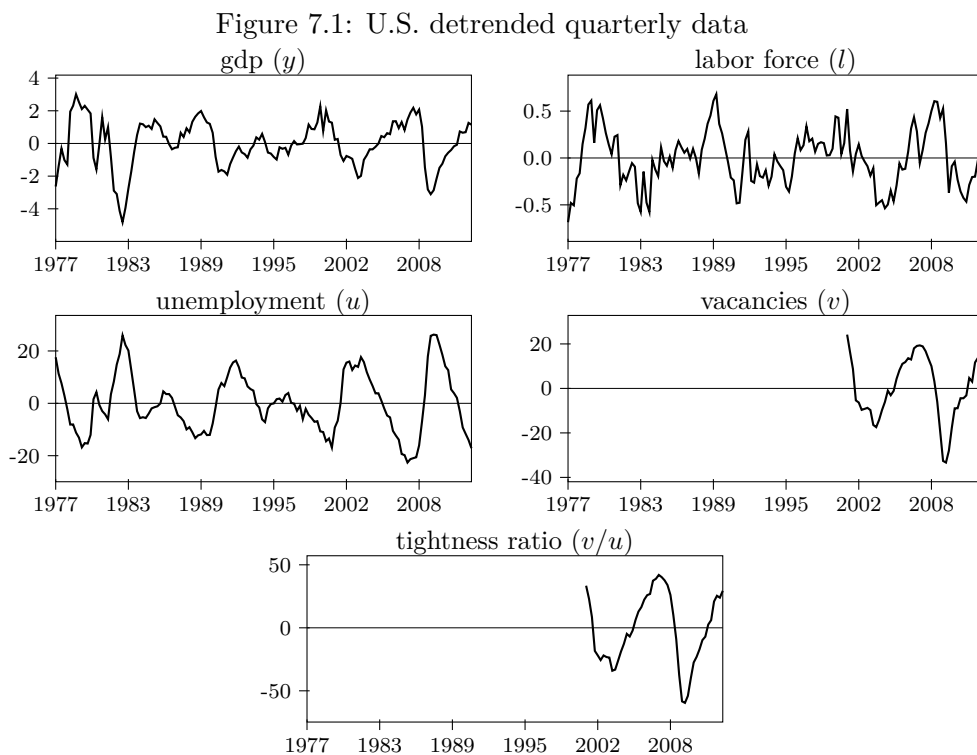 Figure 7.1: U.S. detrended quarterly data
gdp (y)
4
2
0
-2
-4
1977 1983 1989 1995 2002 2008
labor force (l)
0.5
0.0
-0.5
1977 1983 1989 1995 2002 2008
unemployment (u)
20
0
-20
1977 1983 1989 1995 2002 2008
vacancies (v)
20
0
-20
-40
1977 1983 1989 1995 2002 2008
tightness ratio (v/u)
50
0
-50
1977 1983 1989 1995 2002 2008